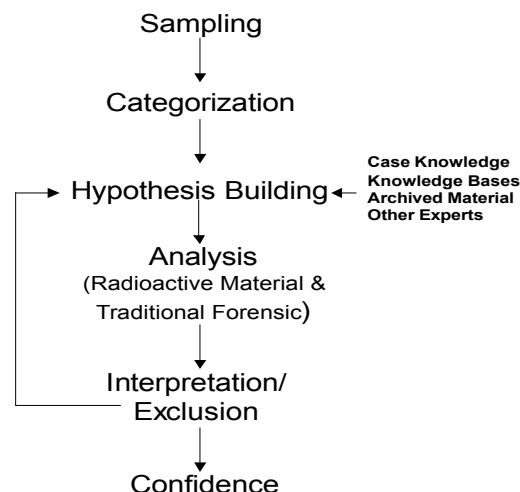 Sampling
Categorization
Hypothesis Building
Case Knowledge
Knowledge Bases
Archived Material
Other Experts
Analysis
(Radioactive Material &
Traditional Forensic)
Interpretation/
Exclusion
Confidence